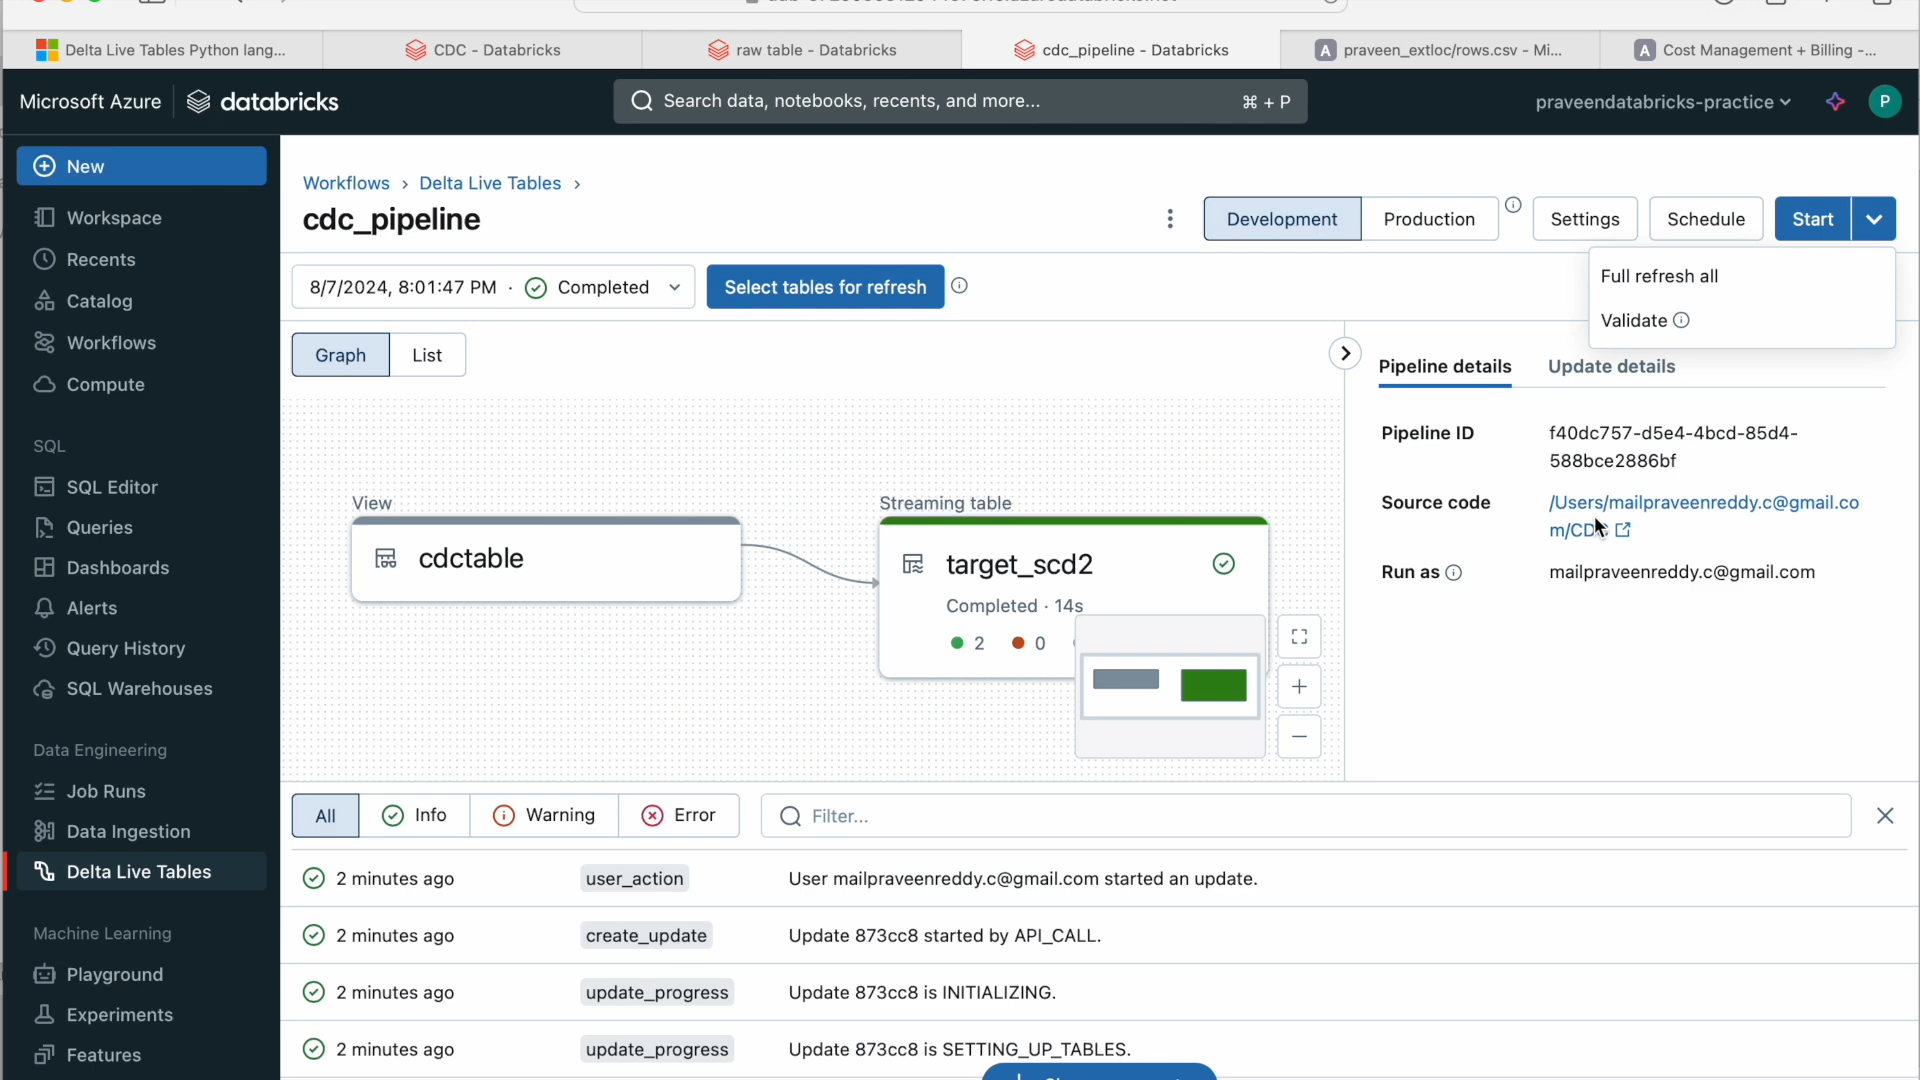 Delta Live Tables Python lang...
CDC - Databricks
raw table - Databricks
cdc_pipeline - Databricks
praveen_extloc/rows.csv - Mi...
Cost Management + Billing -...
Microsoft Azure
databricks
Search data, notebooks, recents, and more...
⌘ + P
praveendatabricks-practice
P
New
Workspace
Recents
Catalog
Workflows
Compute
SQL
SQL Editor
Queries
Dashboards
Alerts
Query History
SQL Warehouses
Data Engineering
Job Runs
Data Ingestion
Delta Live Tables
Machine Learning
Playground
Experiments
Features
Workflows › Delta Live Tables ›
cdc_pipeline
Development
Production
Settings
Schedule
Start
Full refresh all
Validate
8/7/2024, 8:01:47 PM · Completed
Select tables for refresh
Graph
List
View
cdctable
Streaming table
target_scd2
Completed · 14s
2 0
Pipeline details
Update details
Pipeline ID
f40dc757-d5e4-4bcd-85d4-
588bce2886bf
Source code
/Users/mailpraveenreddy.c@gmail.co
m/CD
Run as
mailpraveenreddy.c@gmail.com
All
Info
Warning
Error
Filter...
2 minutes ago user_action User mailpraveenreddy.c@gmail.com started an update.
2 minutes ago create_update Update 873cc8 started by API_CALL.
2 minutes ago update_progress Update 873cc8 is INITIALIZING.
2 minutes ago update_progress Update 873cc8 is SETTING_UP_TABLES.